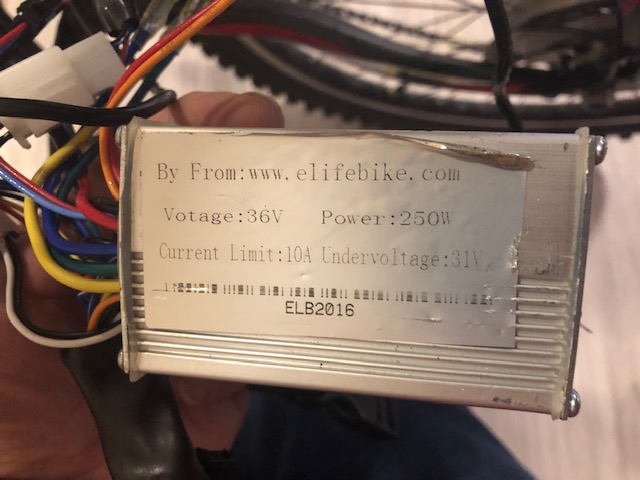 By From:www.elifebike.com
Votage:36V Power:250W
Current Limit:10A Undervoltage:31V
ELB2016